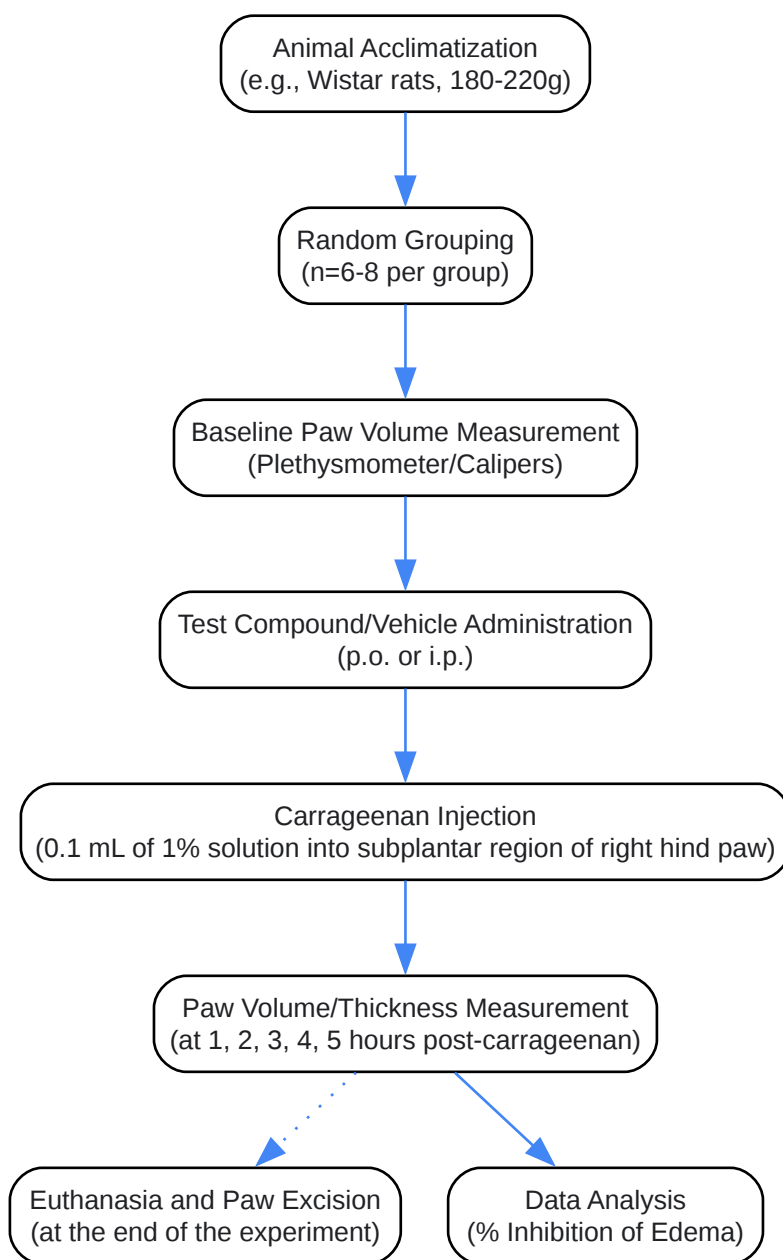 Animal Acclimatization
(e.g., Wistar rats, 180-220g)
Random Grouping
(n=6-8 per group)
Baseline Paw Volume Measurement
(Plethysmometer/Calipers)
Test Compound/Vehicle Administration
(p.o. or i.p.)
Carrageenan Injection
(0.1 mL of 1% solution into subplantar region of right hind paw)
Paw Volume/Thickness Measurement
(at 1, 2, 3, 4, 5 hours post-carrageenan)
Euthanasia and Paw Excision
(at the end of the experiment)
Data Analysis
(% Inhibition of Edema)